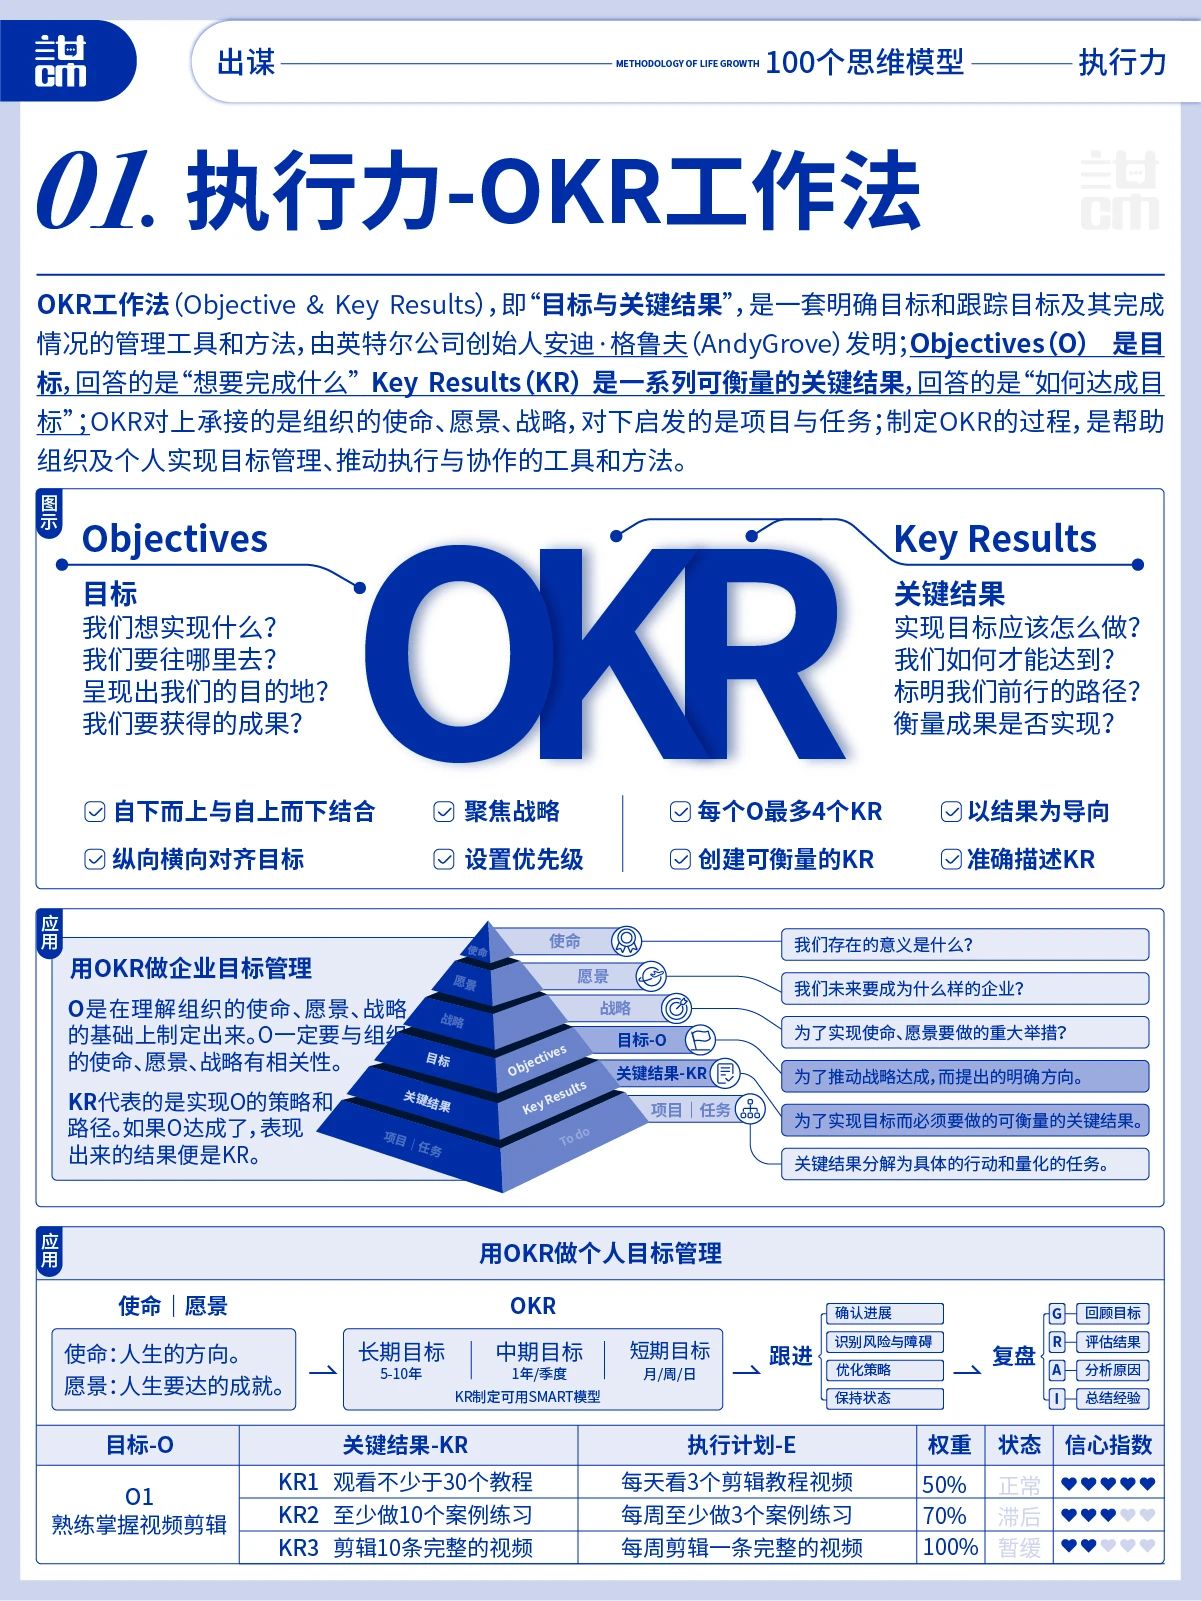 謀cm
出谋
METHODOLOGY OF LIFE GROWTH
100个思维模型
执行力
01. 执行力-OKR工作法
OKR工作法(Objective & Key Results),即“目标与关键结果”,是一套明确目标和跟踪目标及其完成
情况的管理工具和方法,由英特尔公司创始人安迪·格鲁夫(AndyGrove)发明;Objectives(O) 是目
标,回答的是“想要完成什么” Key Results(KR) 是一系列可衡量的关键结果,回答的是“如何达成目
标”;OKR对上承接的是组织的使命、愿景、战略,对下启发的是项目与任务;制定OKR的过程,是帮助
组织及个人实现目标管理、推动执行与协作的工具和方法。
图示
Objectives
目标
我们想实现什么?
我们要往哪里去?
呈现出我们的目的地?
我们要获得的成果?
OKR
Key Results
关键结果
实现目标应该怎么做?
我们如何才能达到?
标明我们前行的路径?
衡量成果是否实现?
自下而上与自上而下结合
聚焦战略
每个O最多4个KR
以结果为导向
纵向横向对齐目标
设置优先级
创建可衡量的KR
准确描述KR
应用
用OKR做企业目标管理
O是在理解组织的使命、愿景、战略
的基础上制定出来。O一定要与组织
的使命、愿景、战略有相关性。
KR代表的是实现O的策略和
路径。如果O达成了,表现
出来的结果便是KR。
使命
愿景
战略
目标
关键结果
项目｜任务
Objectives
Key Results
To do
使命
愿景
战略
目标-O
关键结果-KR
项目｜任务
我们存在的意义是什么?
我们未来要成为什么样的企业?
为了实现使命、愿景要做的重大举措?
为了推动战略达成,而提出的明确方向。
为了实现目标而必须要做的可衡量的关键结果。
关键结果分解为具体的行动和量化的任务。
应用
用OKR做个人目标管理
使命｜愿景
使命:人生的方向。
愿景:人生要达的成就。
OKR
长期目标
5-10年
中期目标
1年/季度
短期目标
月/周/日
KR制定可用SMART模型
跟进
确认进展
识别风险与障碍
优化策略
保持状态
复盘
G 回顾目标
R 评估结果
A 分析原因
I 总结经验
目标-O 关键结果-KR 执行计划-E 权重 状态 信心指数
O1
熟练掌握视频剪辑
KR1 观看不少于30个教程 每天看3个剪辑教程视频 50% 正常
KR2 至少做10个案例练习 每周至少做3个案例练习 70% 滞后
KR3 剪辑10条完整的视频 每周剪辑一条完整的视频 100% 暂缓